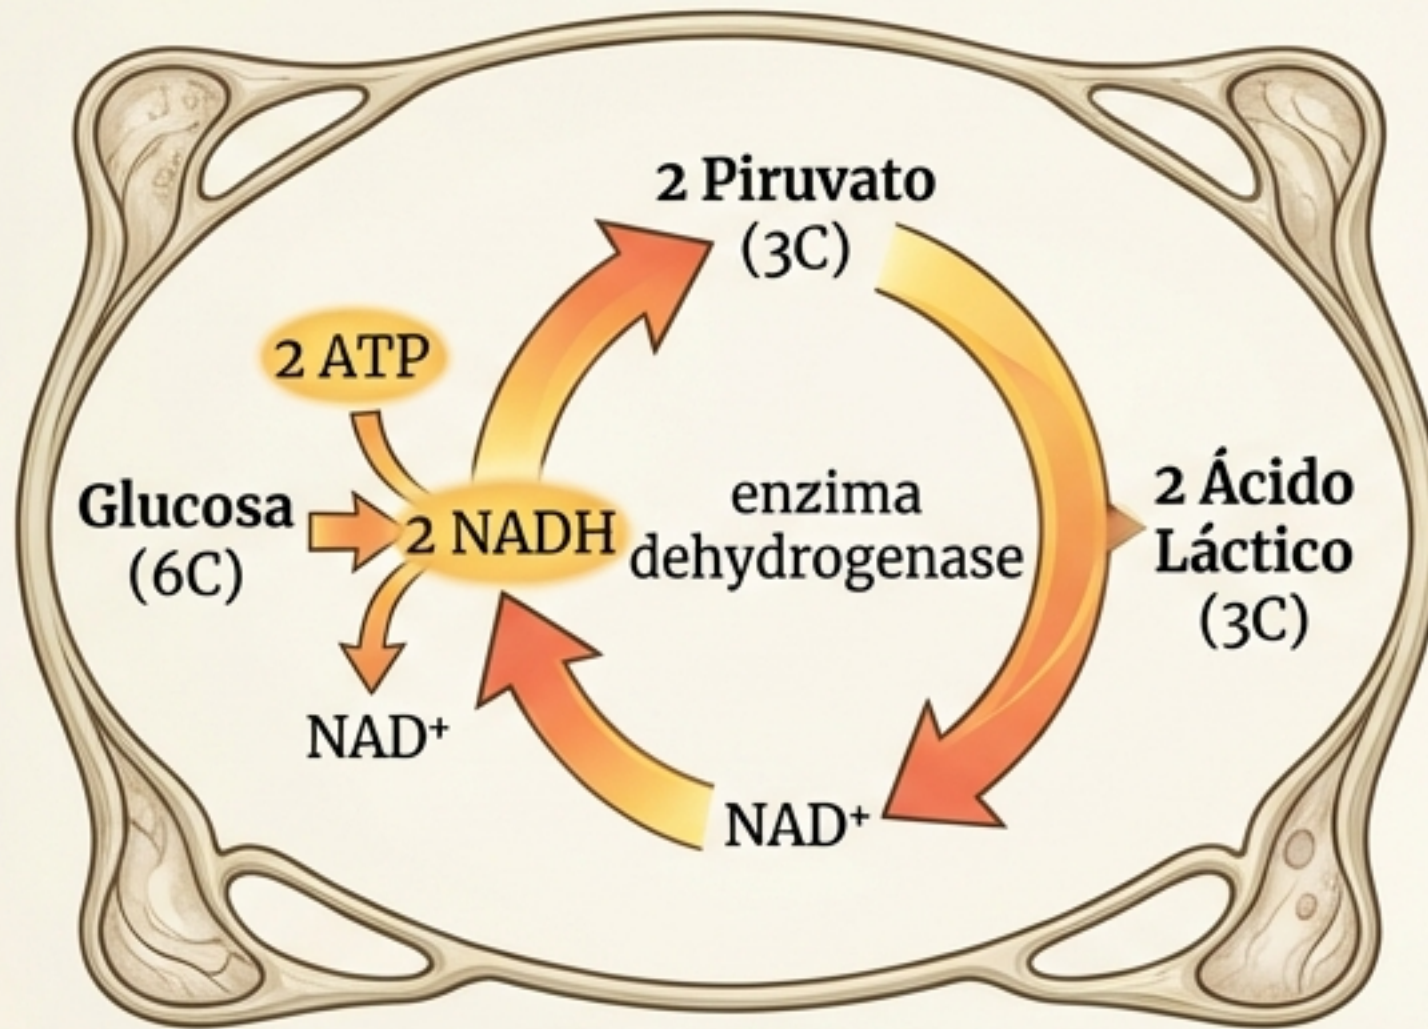 2 Piruvato
(3C)
2 ATP
Glucosa
(6C)
2 NADH
enzima
dehydrogenase
2 Ácido
Láctico
(3C)
NAD⁺
NAD⁺